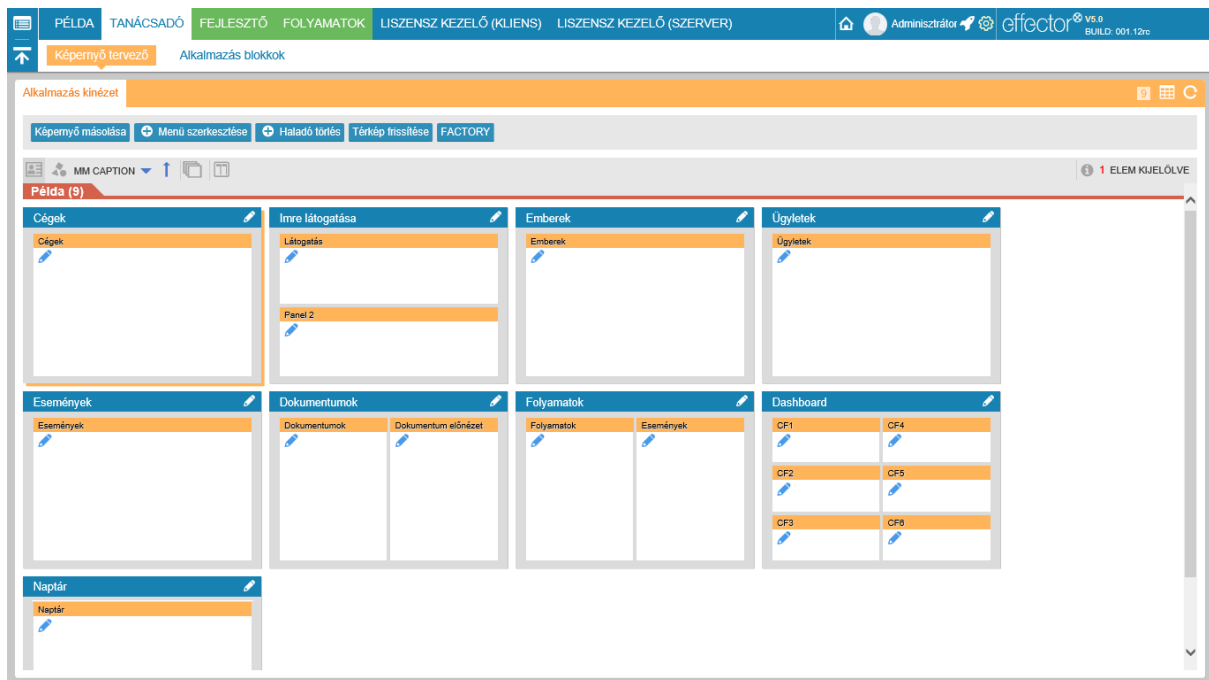 PÉLDA TANÁCSADÓ FEJLESZTŐ FOLYAMATOK LISZENSZ KEZELŐ (KLIENS) LISZENSZ KEZELŐ (SZERVER) Adminisztrátor effector V5.0
BUILD: 001.12rc
Képernyő tervező Alkalmazás blokkok
Alkalmazás kinézet 9
Képernyő másolása Menü szerkesztése Haladó törlés Térkép frissítése FACTORY
MM CAPTION 1 ELEM KIJELÖLVE
Példa (9)
Cégek Imre látogatása Emberek Ügyletek
Cégek Látogatás Emberek Ügyletek
Panel 2
Események Dokumentumok Folyamatok Dashboard
Események Dokumentumok Dokumentum előnézet Folyamatok Események CF1 CF4
CF2 CF5
CF3 CF6
Naptár
Naptár